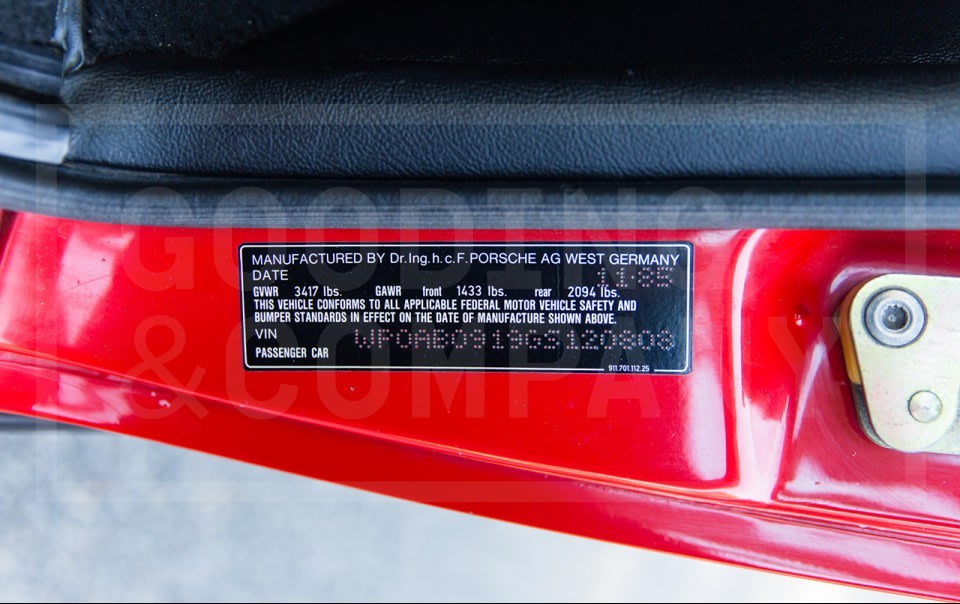 GOODING
& COMPANY
MANUFACTURED BY Dr.Ing.h.c.F.PORSCHE AG WEST GERMANY
DATE 11·85
GVWR 3417 lbs. GAWR front 1433 lbs. rear 2094 lbs.
THIS VEHICLE CONFORMS TO ALL APPLICABLE FEDERAL MOTOR VEHICLE SAFETY AND
BUMPER STANDARDS IN EFFECT ON THE DATE OF MANUFACTURE SHOWN ABOVE.
VIN WP0AB0919GS120808
PASSENGER CAR
911.701.112.25